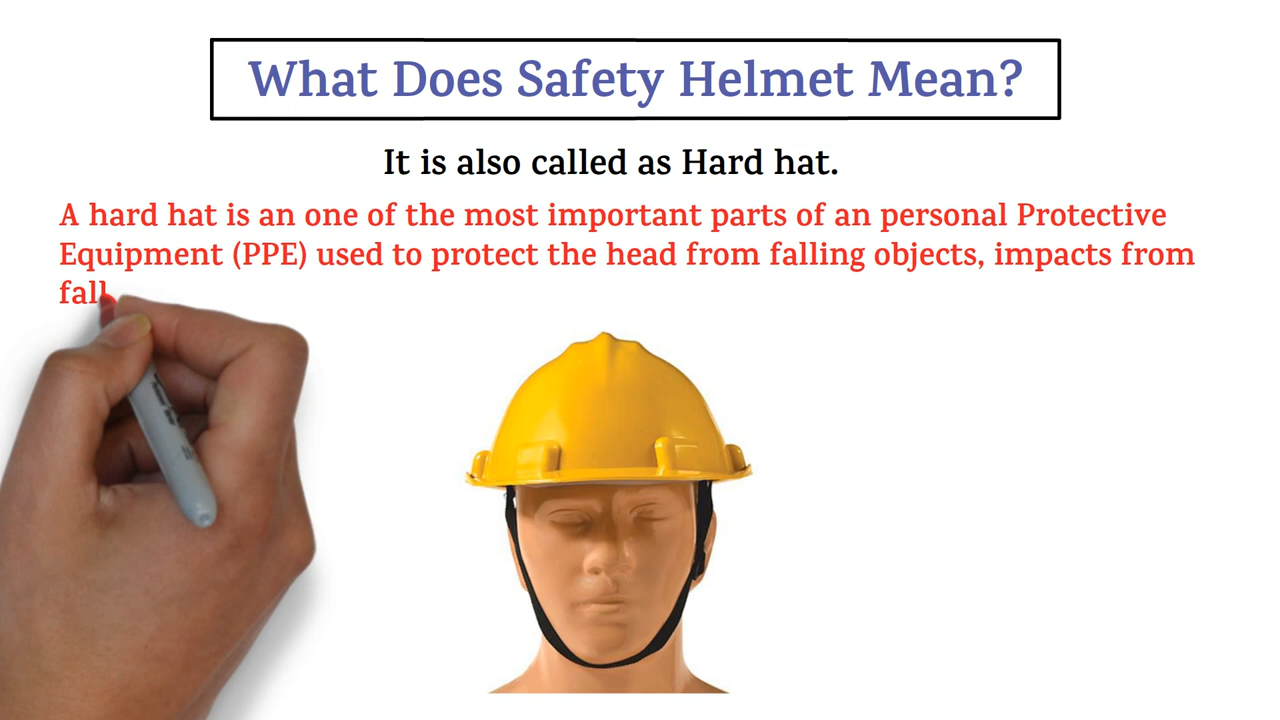 What Does Safety Helmet Mean?
It is also called as Hard hat.
A hard hat is an one of the most important parts of an personal Protective
Equipment (PPE) used to protect the head from falling objects, impacts from
fall